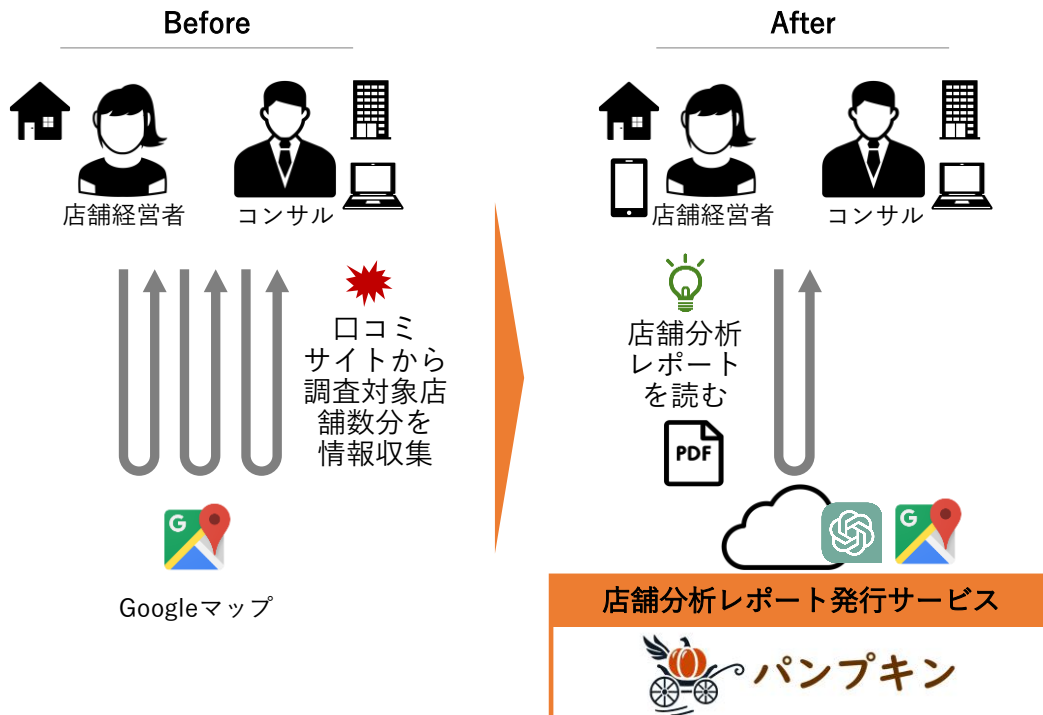 Before
店舗経営者
コンサル
口コミ
サイトから
調査対象店
舗数分を
情報収集
G
Googleマップ
After
店舗経営者
コンサル
店舗分析
レポート
を読む
PDF
G
店舗分析レポート発行サービス
パンプキン